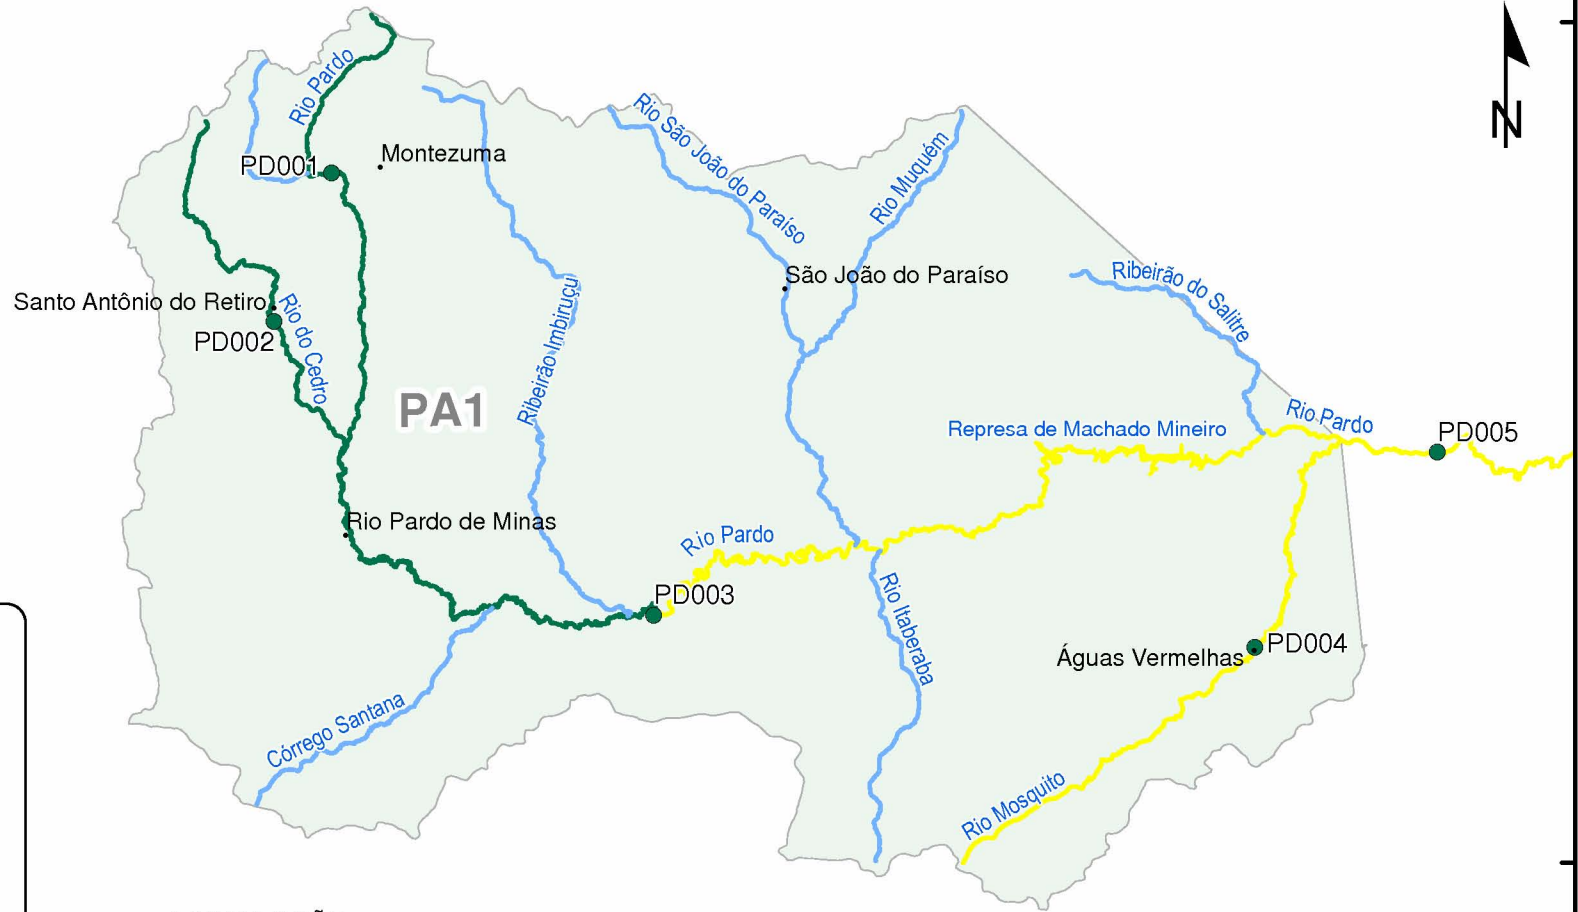 Rio Pardo
N
Rio São João do Paraíso
Rio Muquém
PD001
Montezuma
São João do Paraíso
Ribeirão do Salitre
Santo Antônio do Retiro
Rio do Cedro
PD002
Ribeirão Imbiruçu
PA1
Represa de Machado Mineiro
Rio Pardo
PD005
Rio Pardo de Minas
Rio Pardo
PD003
Rio Itaberaba
Águas Vermelhas
PD004
Córrego Santana
Rio Mosquito